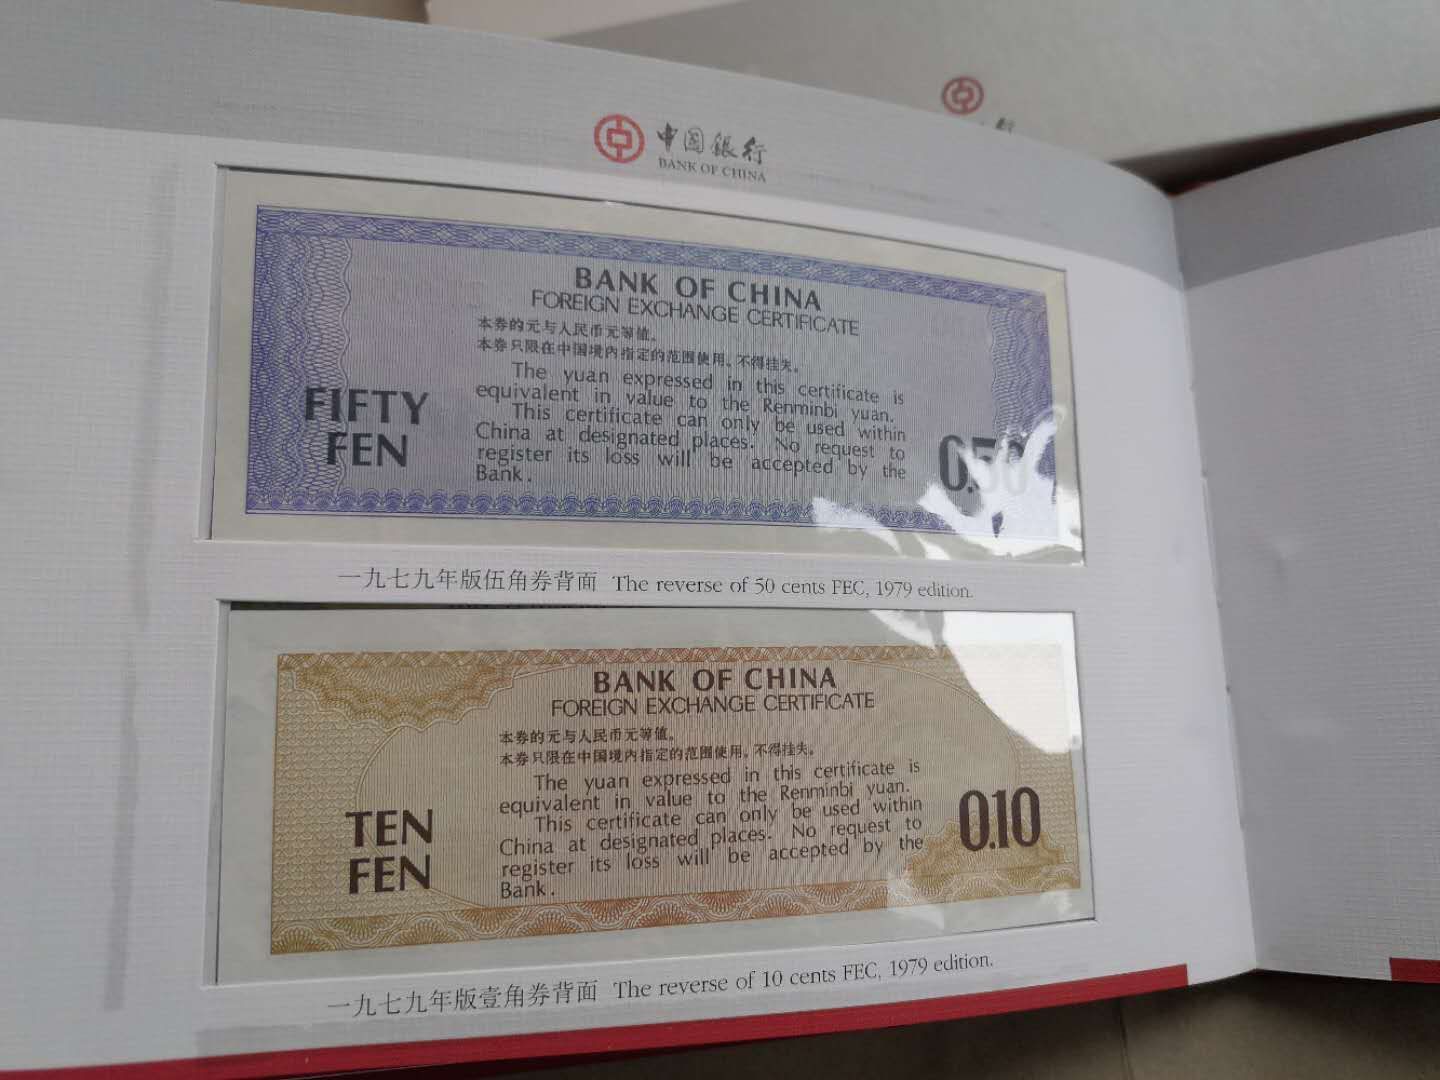 中国银行
BANK OF CHINA
BANK OF CHINA
FOREIGN EXCHANGE CERTIFICATE
本券的元与人民币元等值。
本券只限在中国境内指定的范围使用，不得挂失。
The yuan expressed in this certificate is
equivalent in value to the Renminbi yuan.
This certificate can only be used within
China at designated places. No request to
register its loss will be accepted by the
Bank.
FIFTY
FEN
0.50
一九七九年版伍角券背面 The reverse of 50 cents FEC, 1979 edition.
BANK OF CHINA
FOREIGN EXCHANGE CERTIFICATE
本券的元与人民币元等值。
本券只限在中国境内指定的范围使用，不得挂失。
The yuan expressed in this certificate is
equivalent in value to the Renminbi yuan.
This certificate can only be used within
China at designated places. No request to
register its loss will be accepted by the
Bank.
TEN
FEN
0.10
一九七九年版壹角券背面 The reverse of 10 cents FEC, 1979 edition.